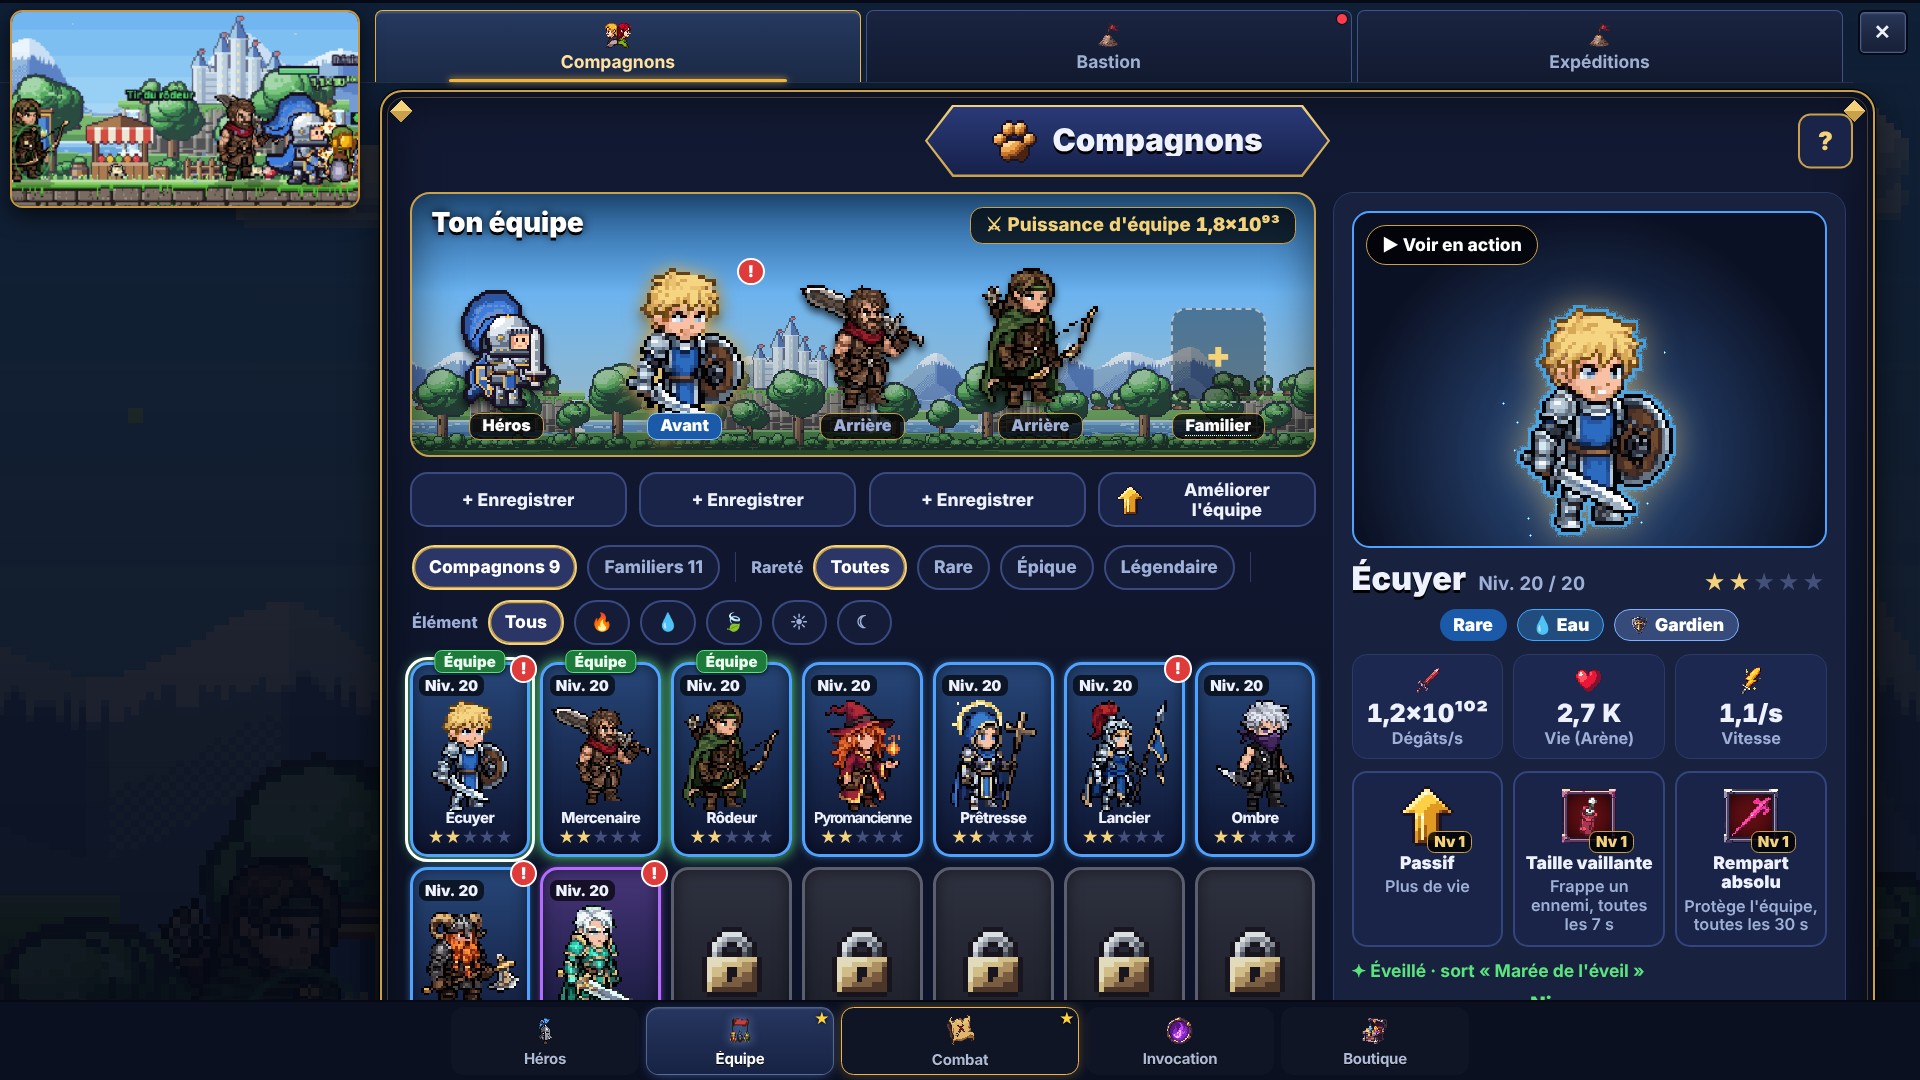 Compagnons
Bastion
Expéditions
×
Tir du rôdeur
Compagnons
?
Ton équipe
Puissance d'équipe 1,8×10⁹³
!
Héros
Avant
Arrière
Arrière
+
Familier
+ Enregistrer
+ Enregistrer
+ Enregistrer
Améliorer
l'équipe
Compagnons 9
Familiers 11
Rareté
Toutes
Rare
Épique
Légendaire
Élément
Tous
Équipe
!
Niv. 20
Écuyer
Équipe
Niv. 20
Mercenaire
Équipe
Niv. 20
Rôdeur
Niv. 20
Pyromancienne
Niv. 20
Prêtresse
!
Niv. 20
Lancier
Niv. 20
Ombre
!
Niv. 20
!
Niv. 20
▶ Voir en action
Écuyer
Niv. 20 / 20
Rare
Eau
Gardien
1,2×10¹⁰²
Dégâts/s
2,7 K
Vie (Arène)
1,1/s
Vitesse
Nv 1
Passif
Plus de vie
Nv 1
Taille vaillante
Frappe un
ennemi, toutes
les 7 s
Nv 1
Rempart
absolu
Protège l'équipe,
toutes les 30 s
✦ Éveillé · sort « Marée de l'éveil »
Héros
Équipe
Combat
Invocation
Boutique